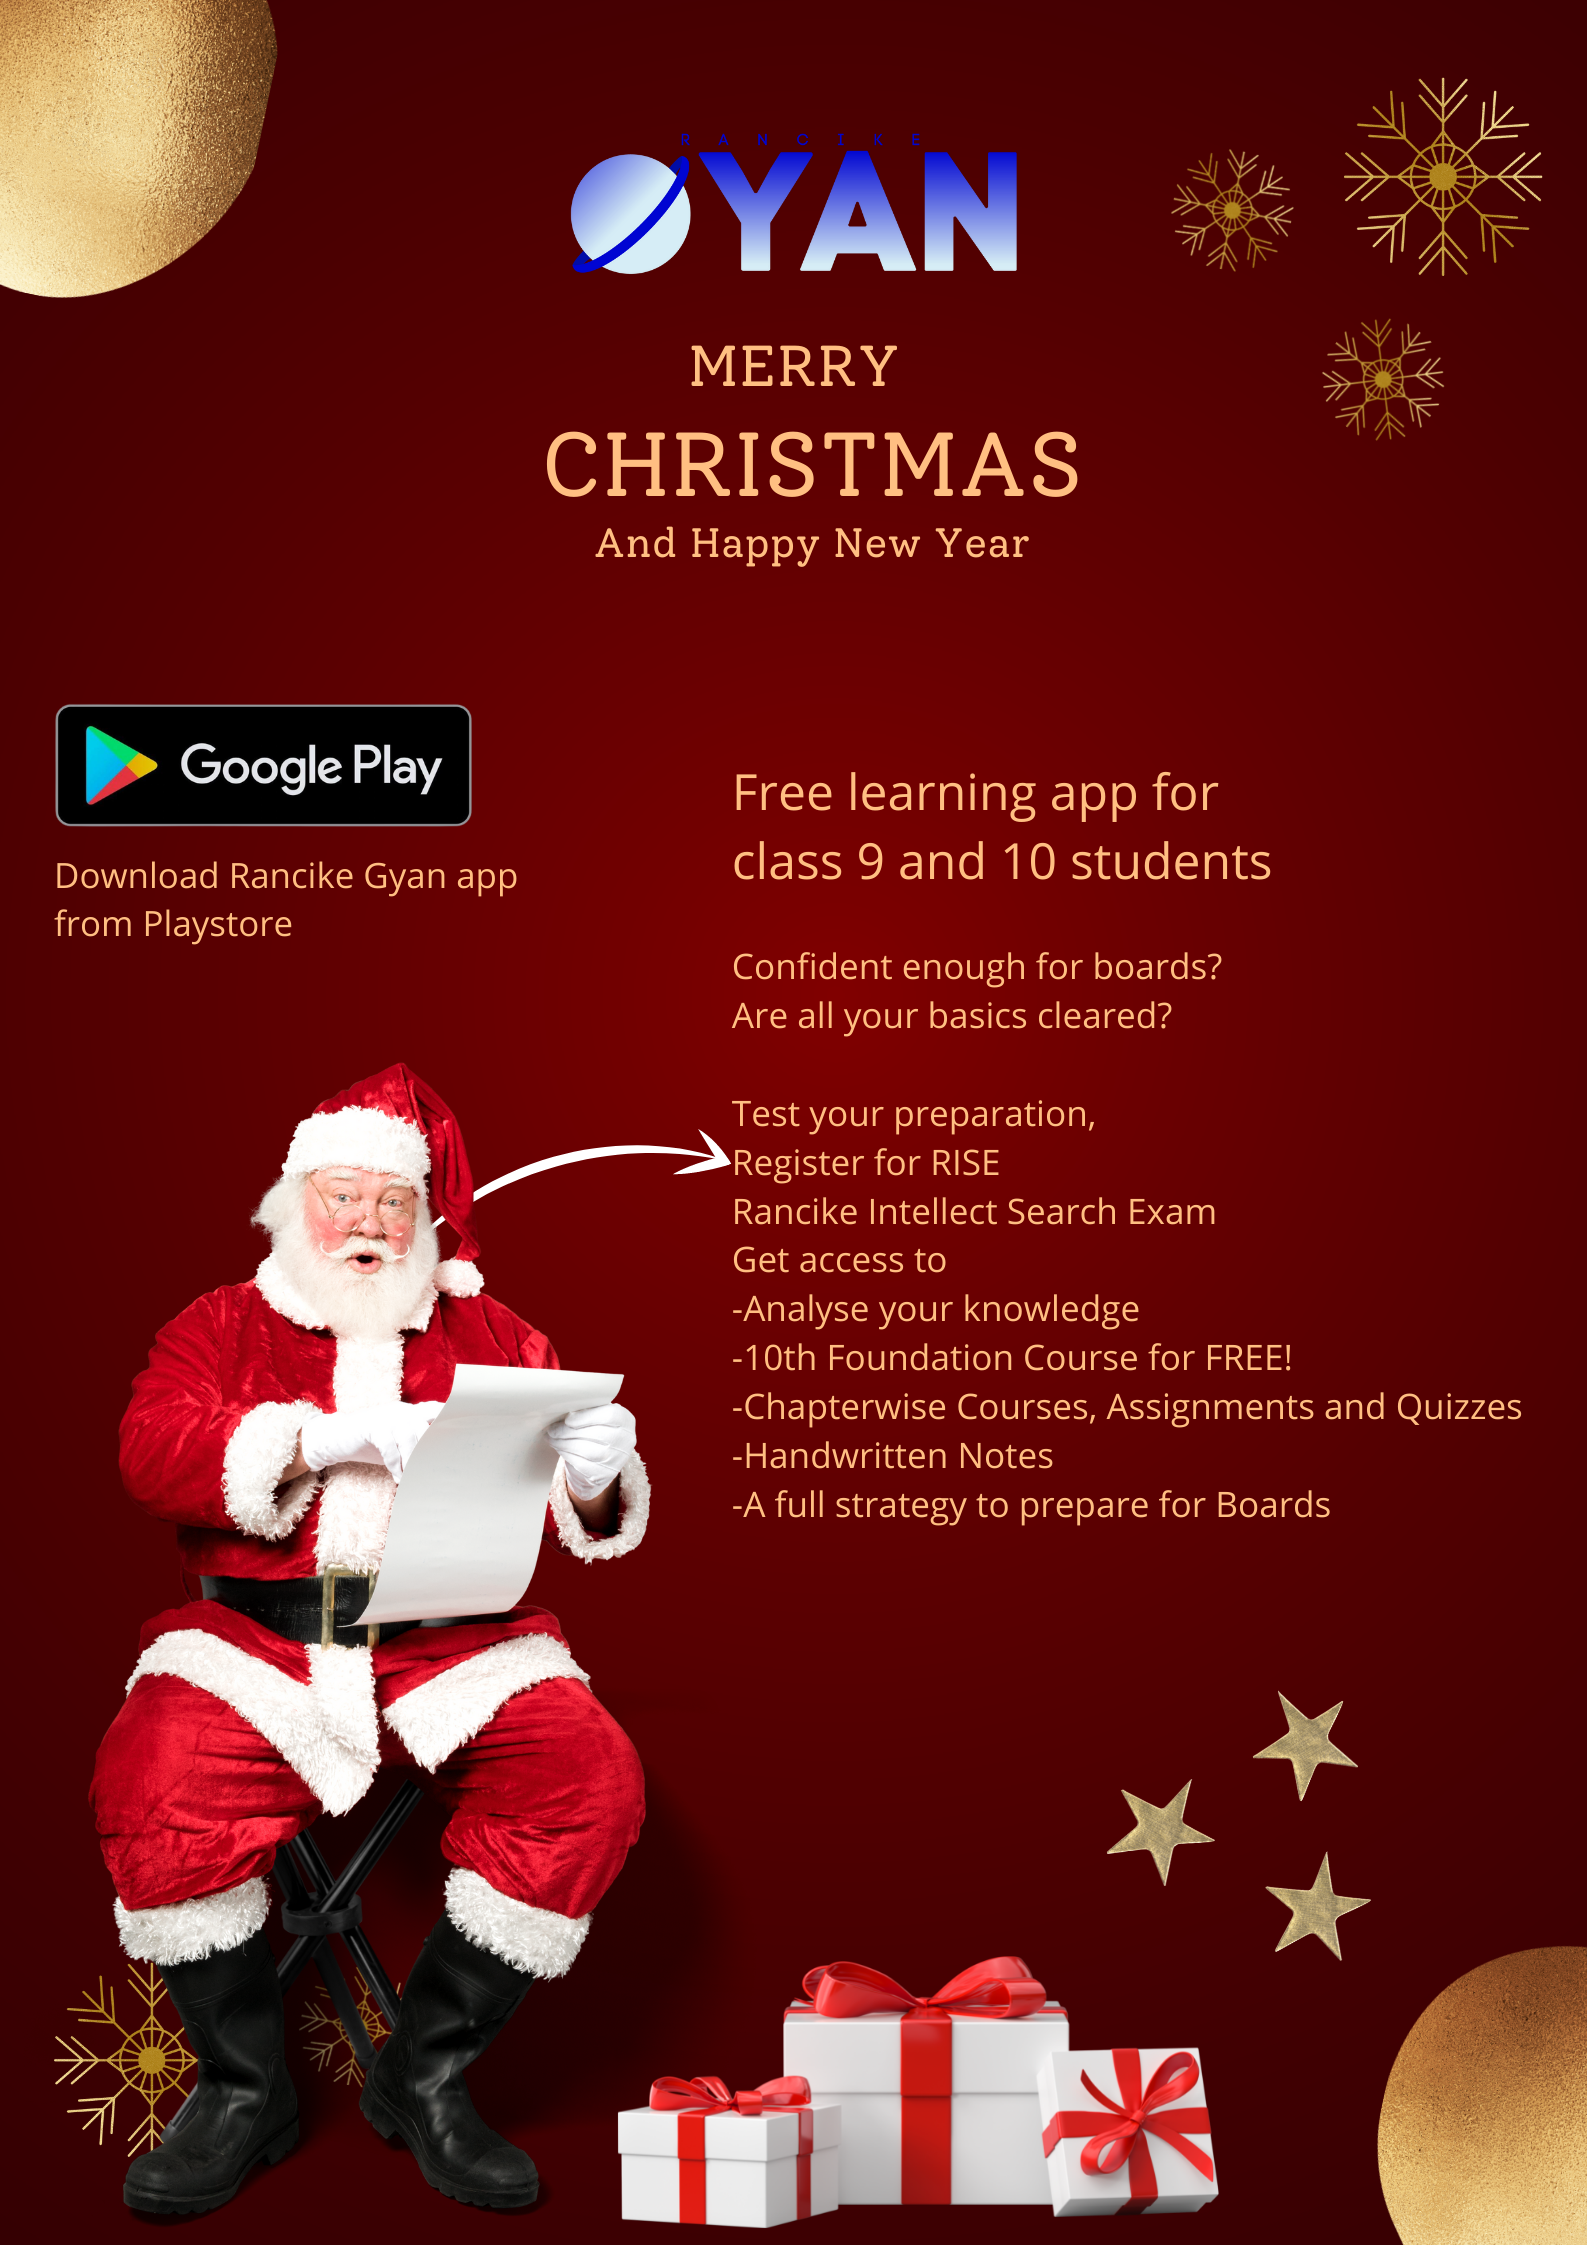 RANCIKE
GYAN
MERRY
CHRISTMAS
And Happy New Year
Google Play
Download Rancike Gyan app
from Playstore
Free learning app for
class 9 and 10 students
Confident enough for boards?
Are all your basics cleared?
Test your preparation,
Register for RISE
Rancike Intellect Search Exam
Get access to
-Analyse your knowledge
-10th Foundation Course for FREE!
-Chapterwise Courses, Assignments and Quizzes
-Handwritten Notes
-A full strategy to prepare for Boards